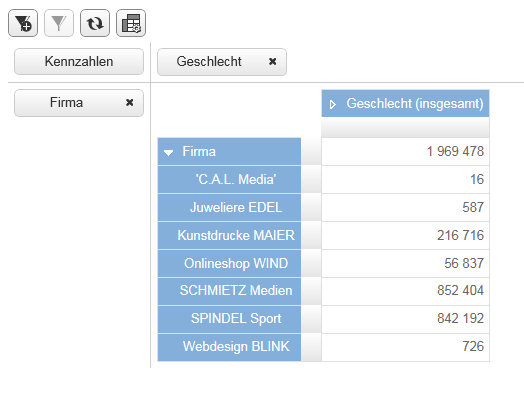 Kennzahlen
Geschlecht
Firma
Geschlecht (insgesamt)
Firma 1 969 478
'C.A.L. Media' 16
Juweliere EDEL 587
Kunstdrucke MAIER 216 716
Onlineshop WIND 56 837
SCHMIETZ Medien 852 404
SPINDEL Sport 842 192
Webdesign BLINK 726